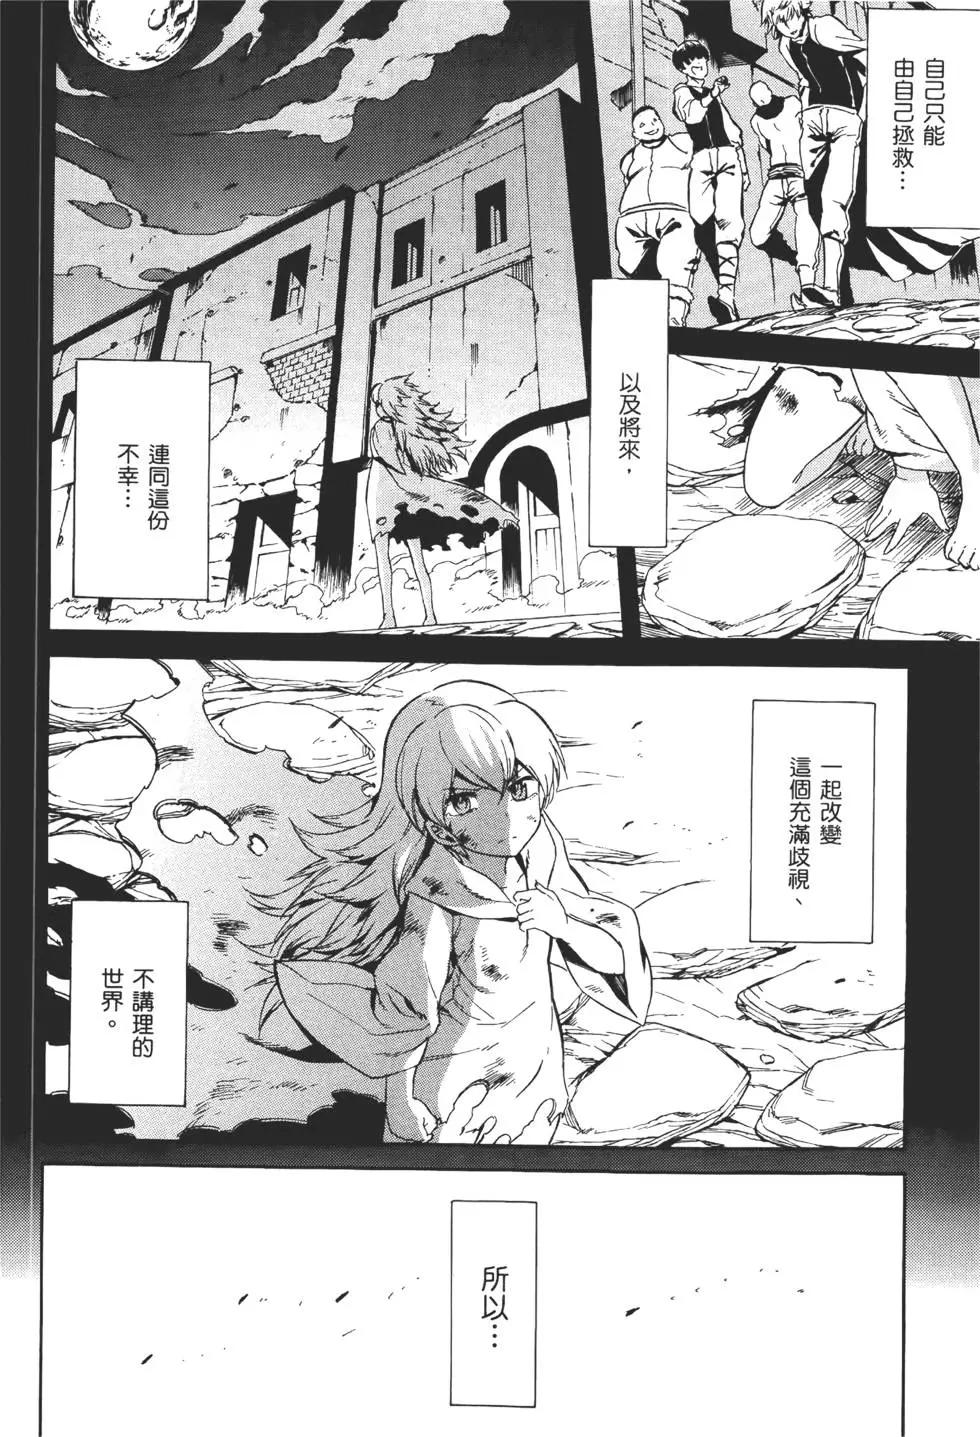 自己只能
由自己拯救…
以及將來，
連同這份
不幸…
一起改變
這個充滿歧視、
不講理的
世界。
所以…